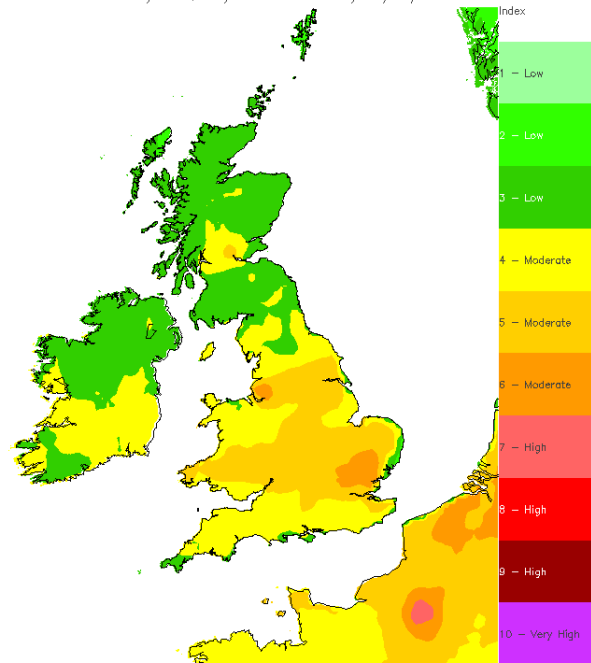 Index
1 – Low
2 – Low
3 – Low
4 – Moderate
5 – Moderate
6 – Moderate
7 – High
8 – High
9 – High
10 – Very High